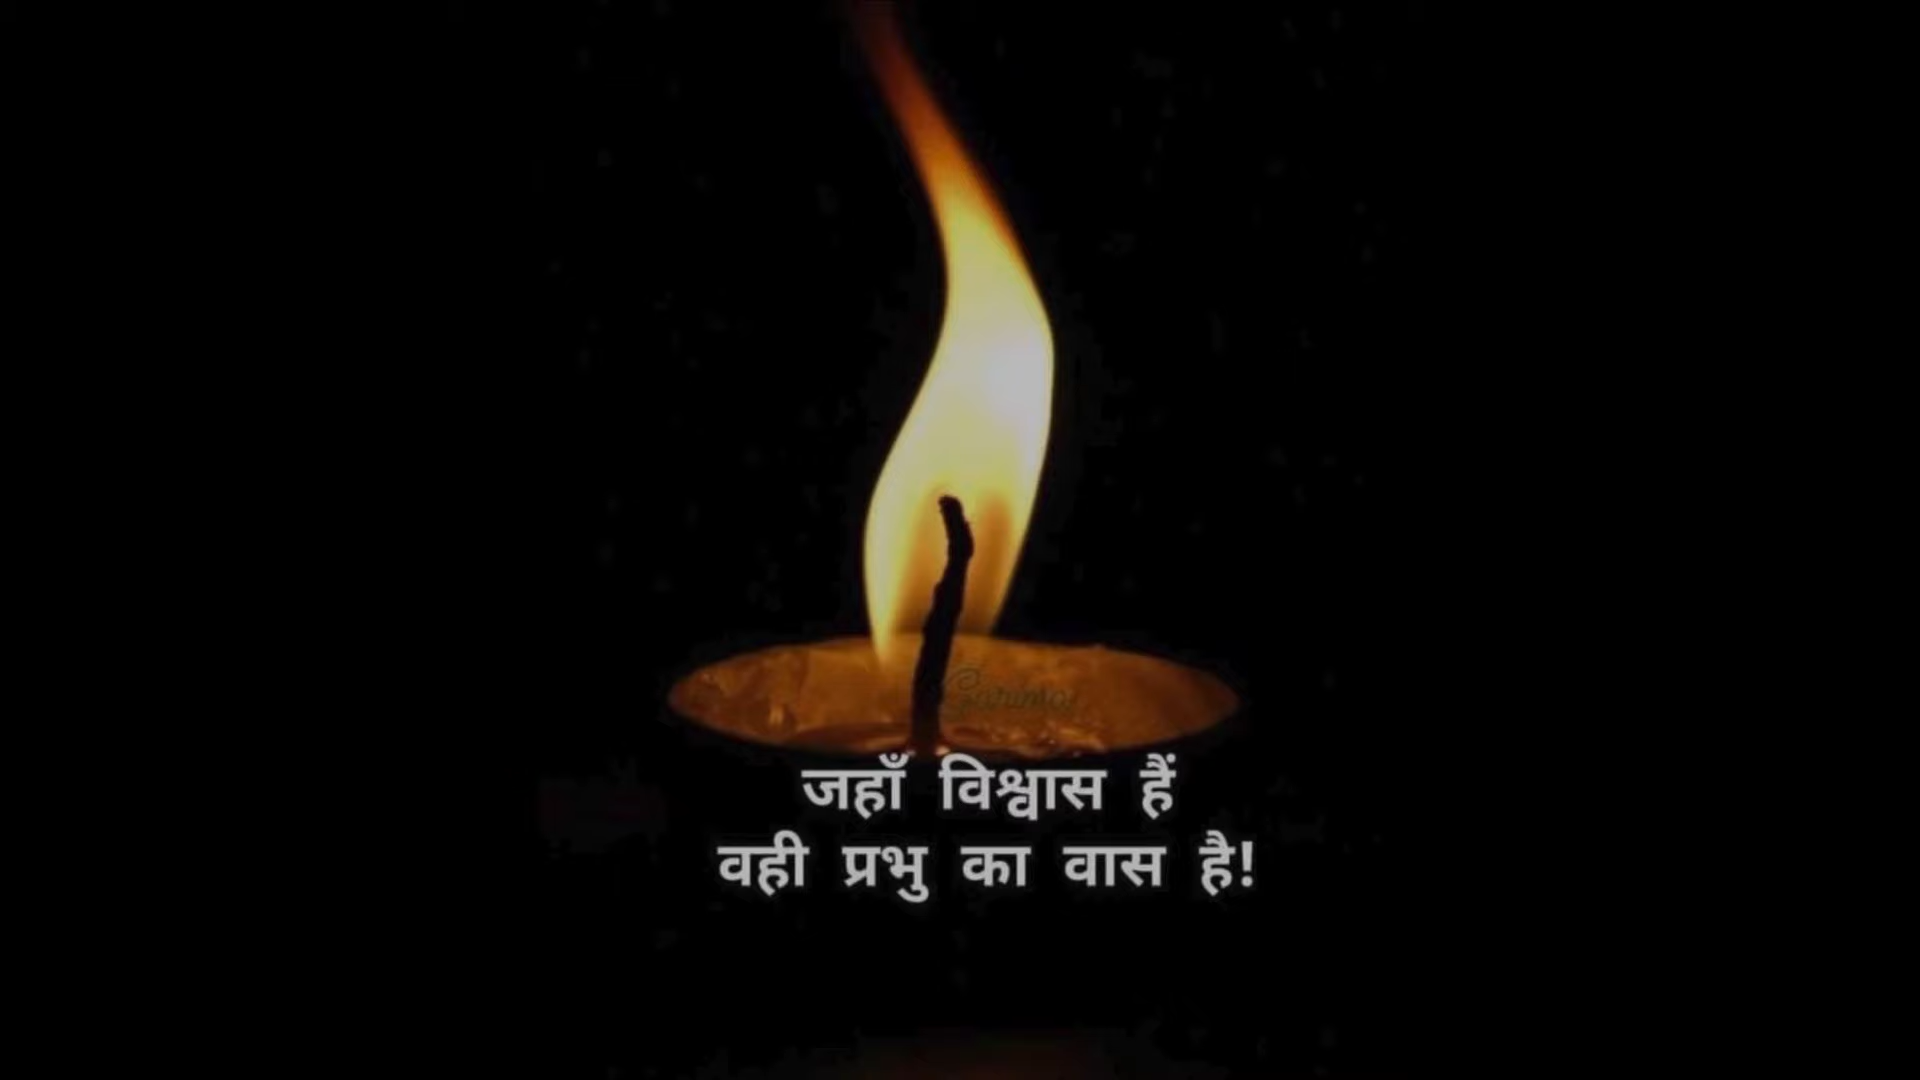 जहाँ विश्वास हैं
वही प्रभु का वास है!